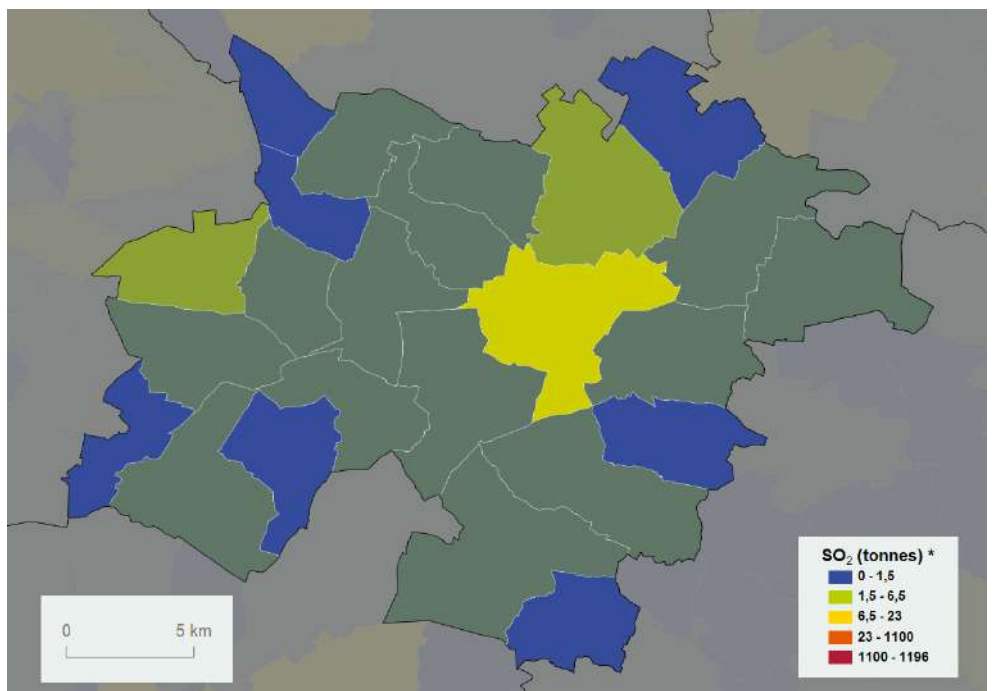 SO₂ (tonnes) *
0 - 1,5
1,5 - 6,5
6,5 - 23
23 - 1100
1100 - 1196
0 5 km